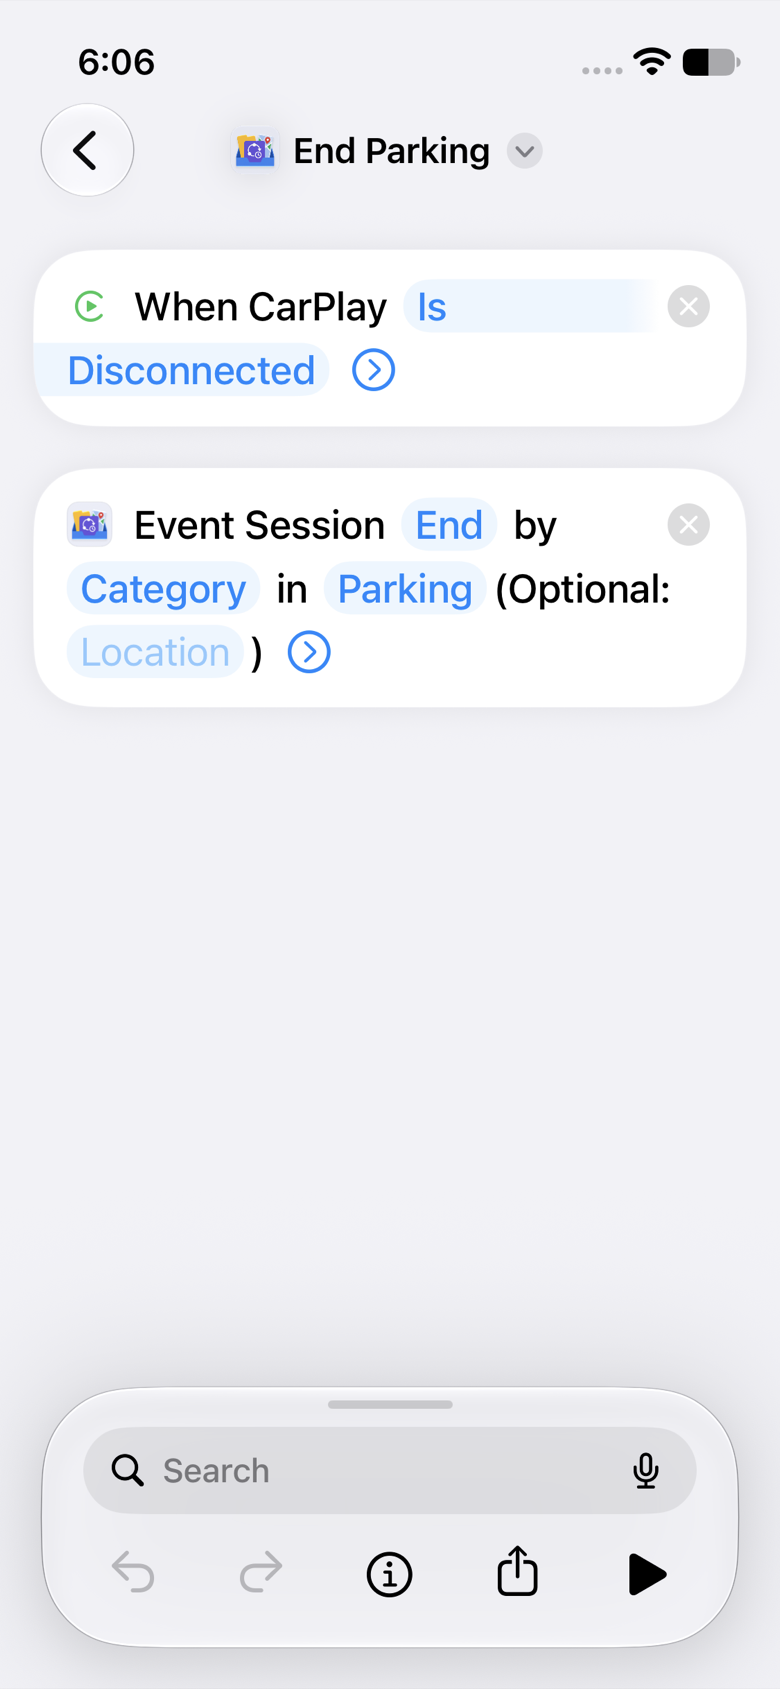 6:06
End Parking
When CarPlay Is
Disconnected
Event Session End by
Category in Parking (Optional:
Location )
Search